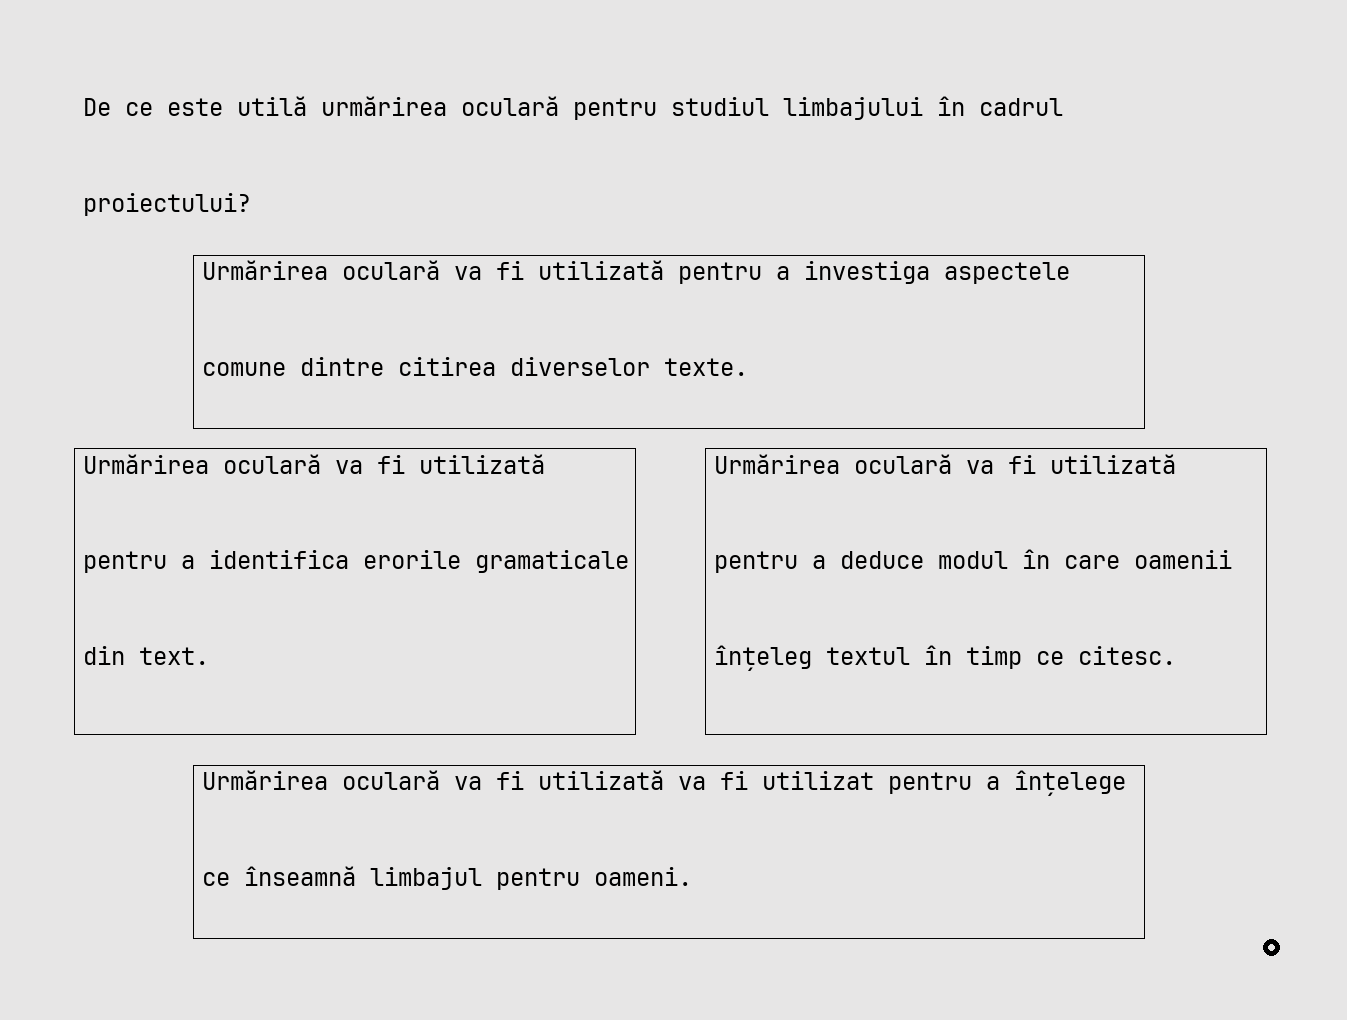 De ce este utilă urmărirea oculară pentru studiul limbajului în cadrul
proiectului?
Urmărirea oculară va fi utilizată pentru a investiga aspectele
comune dintre citirea diverselor texte.
Urmărirea oculară va fi utilizată
pentru a identifica erorile gramaticale
din text.
Urmărirea oculară va fi utilizată
pentru a deduce modul în care oamenii
înțeleg textul în timp ce citesc.
Urmărirea oculară va fi utilizată va fi utilizat pentru a înțelege
ce înseamnă limbajul pentru oameni.